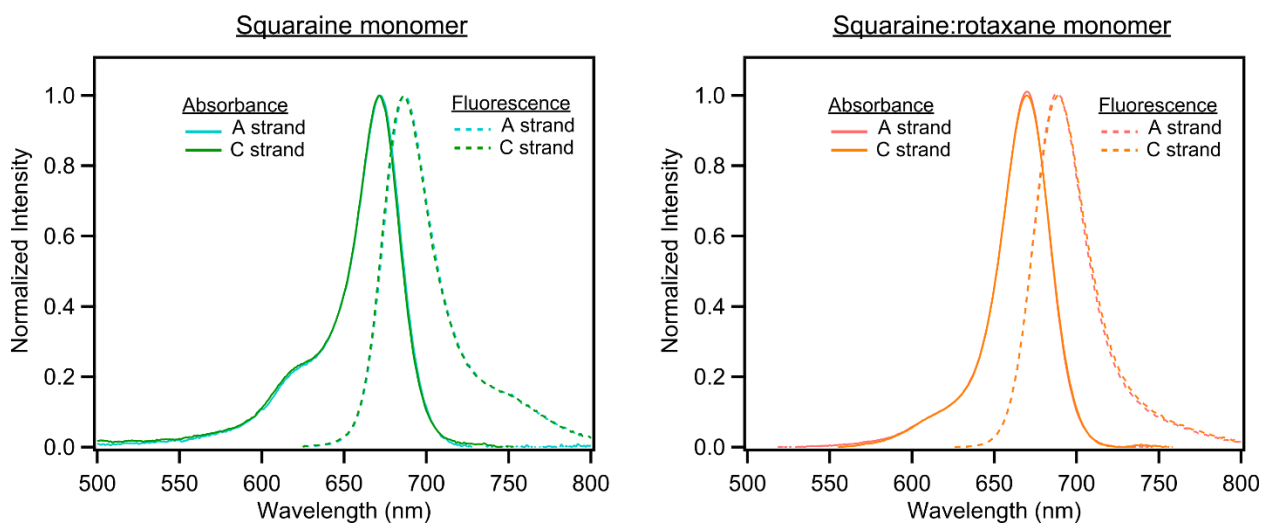 Squaraine monomer
Absorbance
A strand
C strand
Fluorescence
A strand
C strand
Normalized Intensity
1.0
0.8
0.6
0.4
0.2
0.0
500 550 600 650 700 750 800
Wavelength (nm)
Squaraine:rotaxane monomer
Absorbance
A strand
C strand
Fluorescence
A strand
C strand
Normalized Intensity
1.0
0.8
0.6
0.4
0.2
0.0
500 550 600 650 700 750 800
Wavelength (nm)